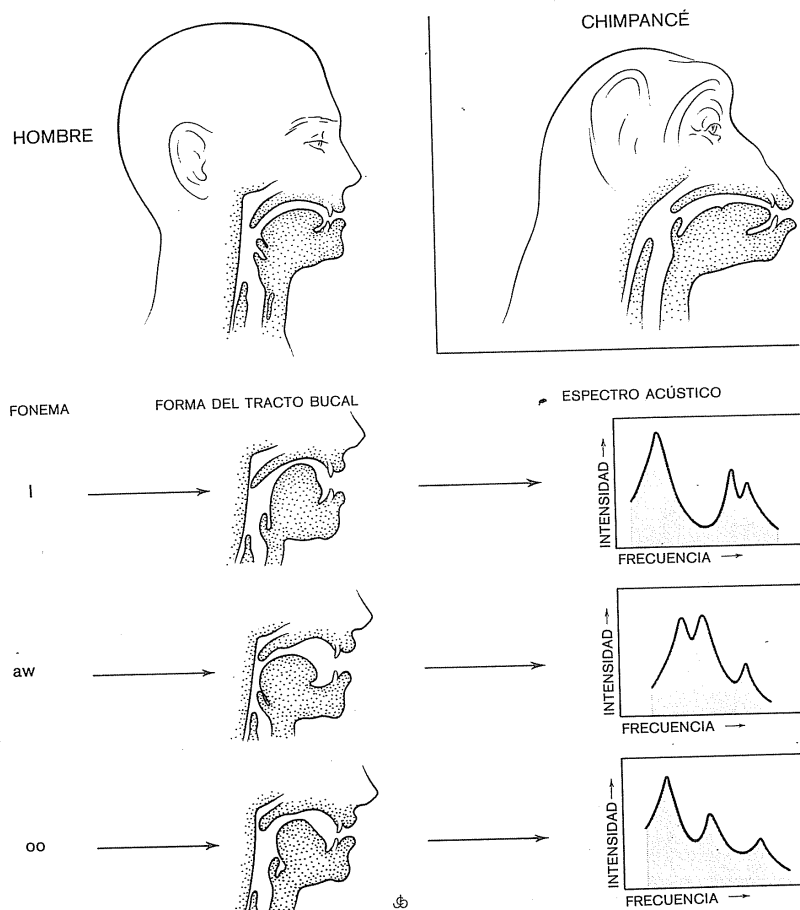 CHIMPANCÉ
HOMBRE
FONEMA
FORMA DEL TRACTO BUCAL
ESPECTRO ACÚSTICO
I
INTENSIDAD →
FRECUENCIA →
aw
INTENSIDAD →
FRECUENCIA →
oo
INTENSIDAD →
FRECUENCIA →